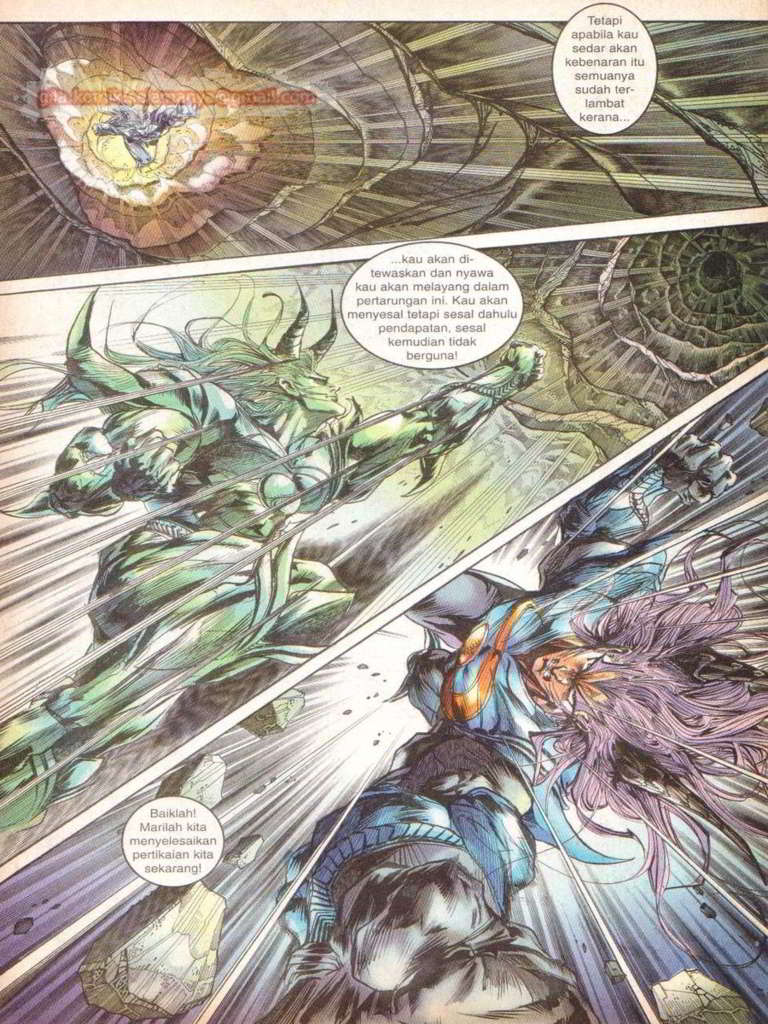 Tetapi
apabila kau
sedar akan
kebenaran itu
semuanya
sudah ter-
lambat
kerana...
...kau akan di-
tewaskan dan nyawa
kau akan melayang dalam
pertarungan ini. Kau akan
menyesal tetapi sesal dahulu
pendapatan, sesal
kemudian tidak
berguna!
Baiklah!
Marilah kita
menyelesaikan
pertikaian kita
sekarang!